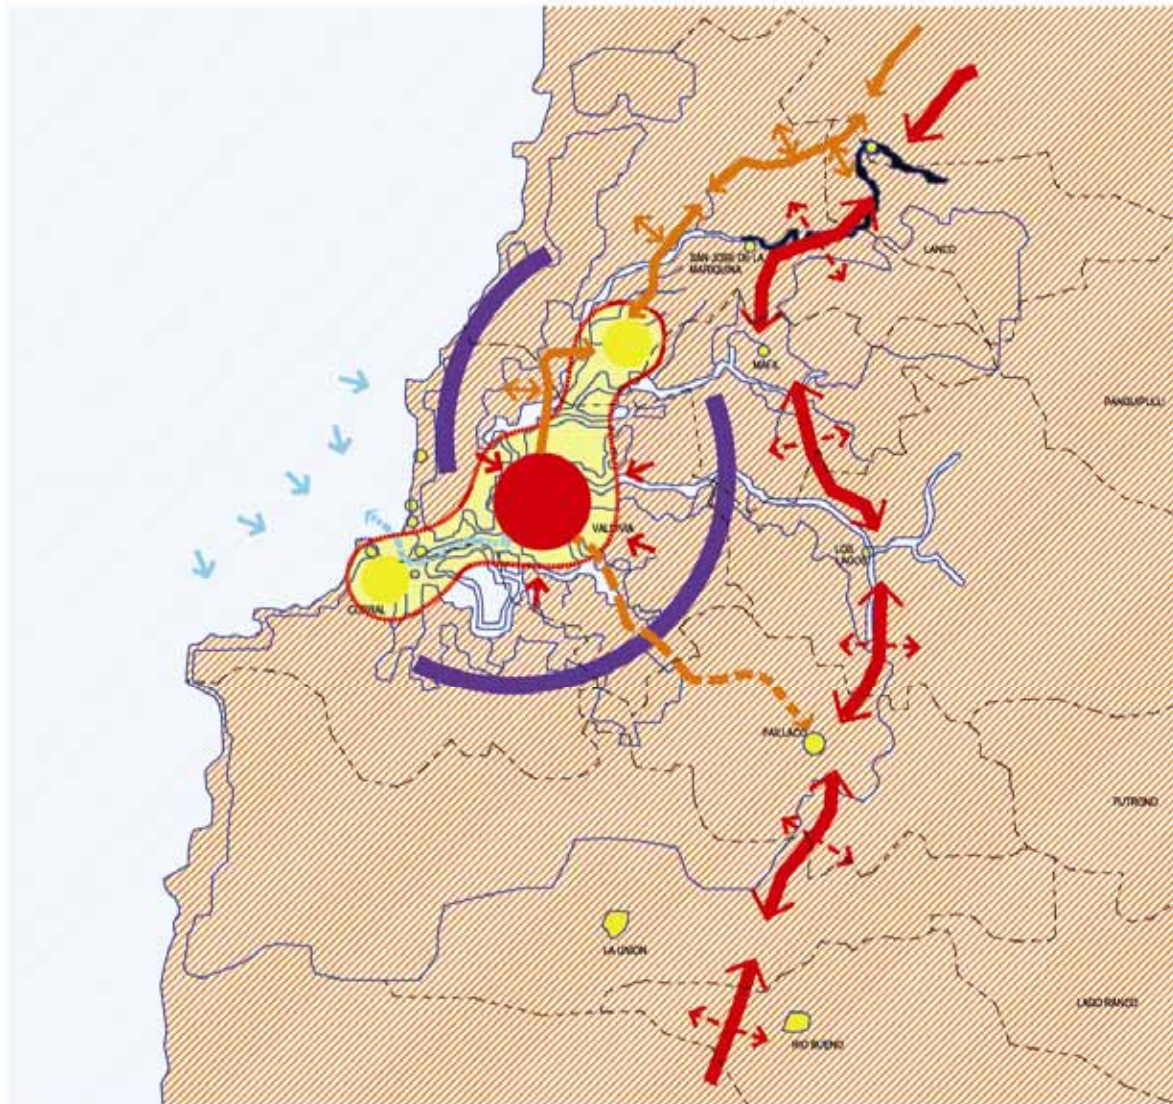 LANCO
SAN JOSE DE LA
MARIQUINA
MAFIL
PANGUIPULLI
VALDIVIA
LOS
LAGOS
CORRAL
PAILLACO
FUTRONO
LA UNION
LAGO RANCO
RIO BUENO